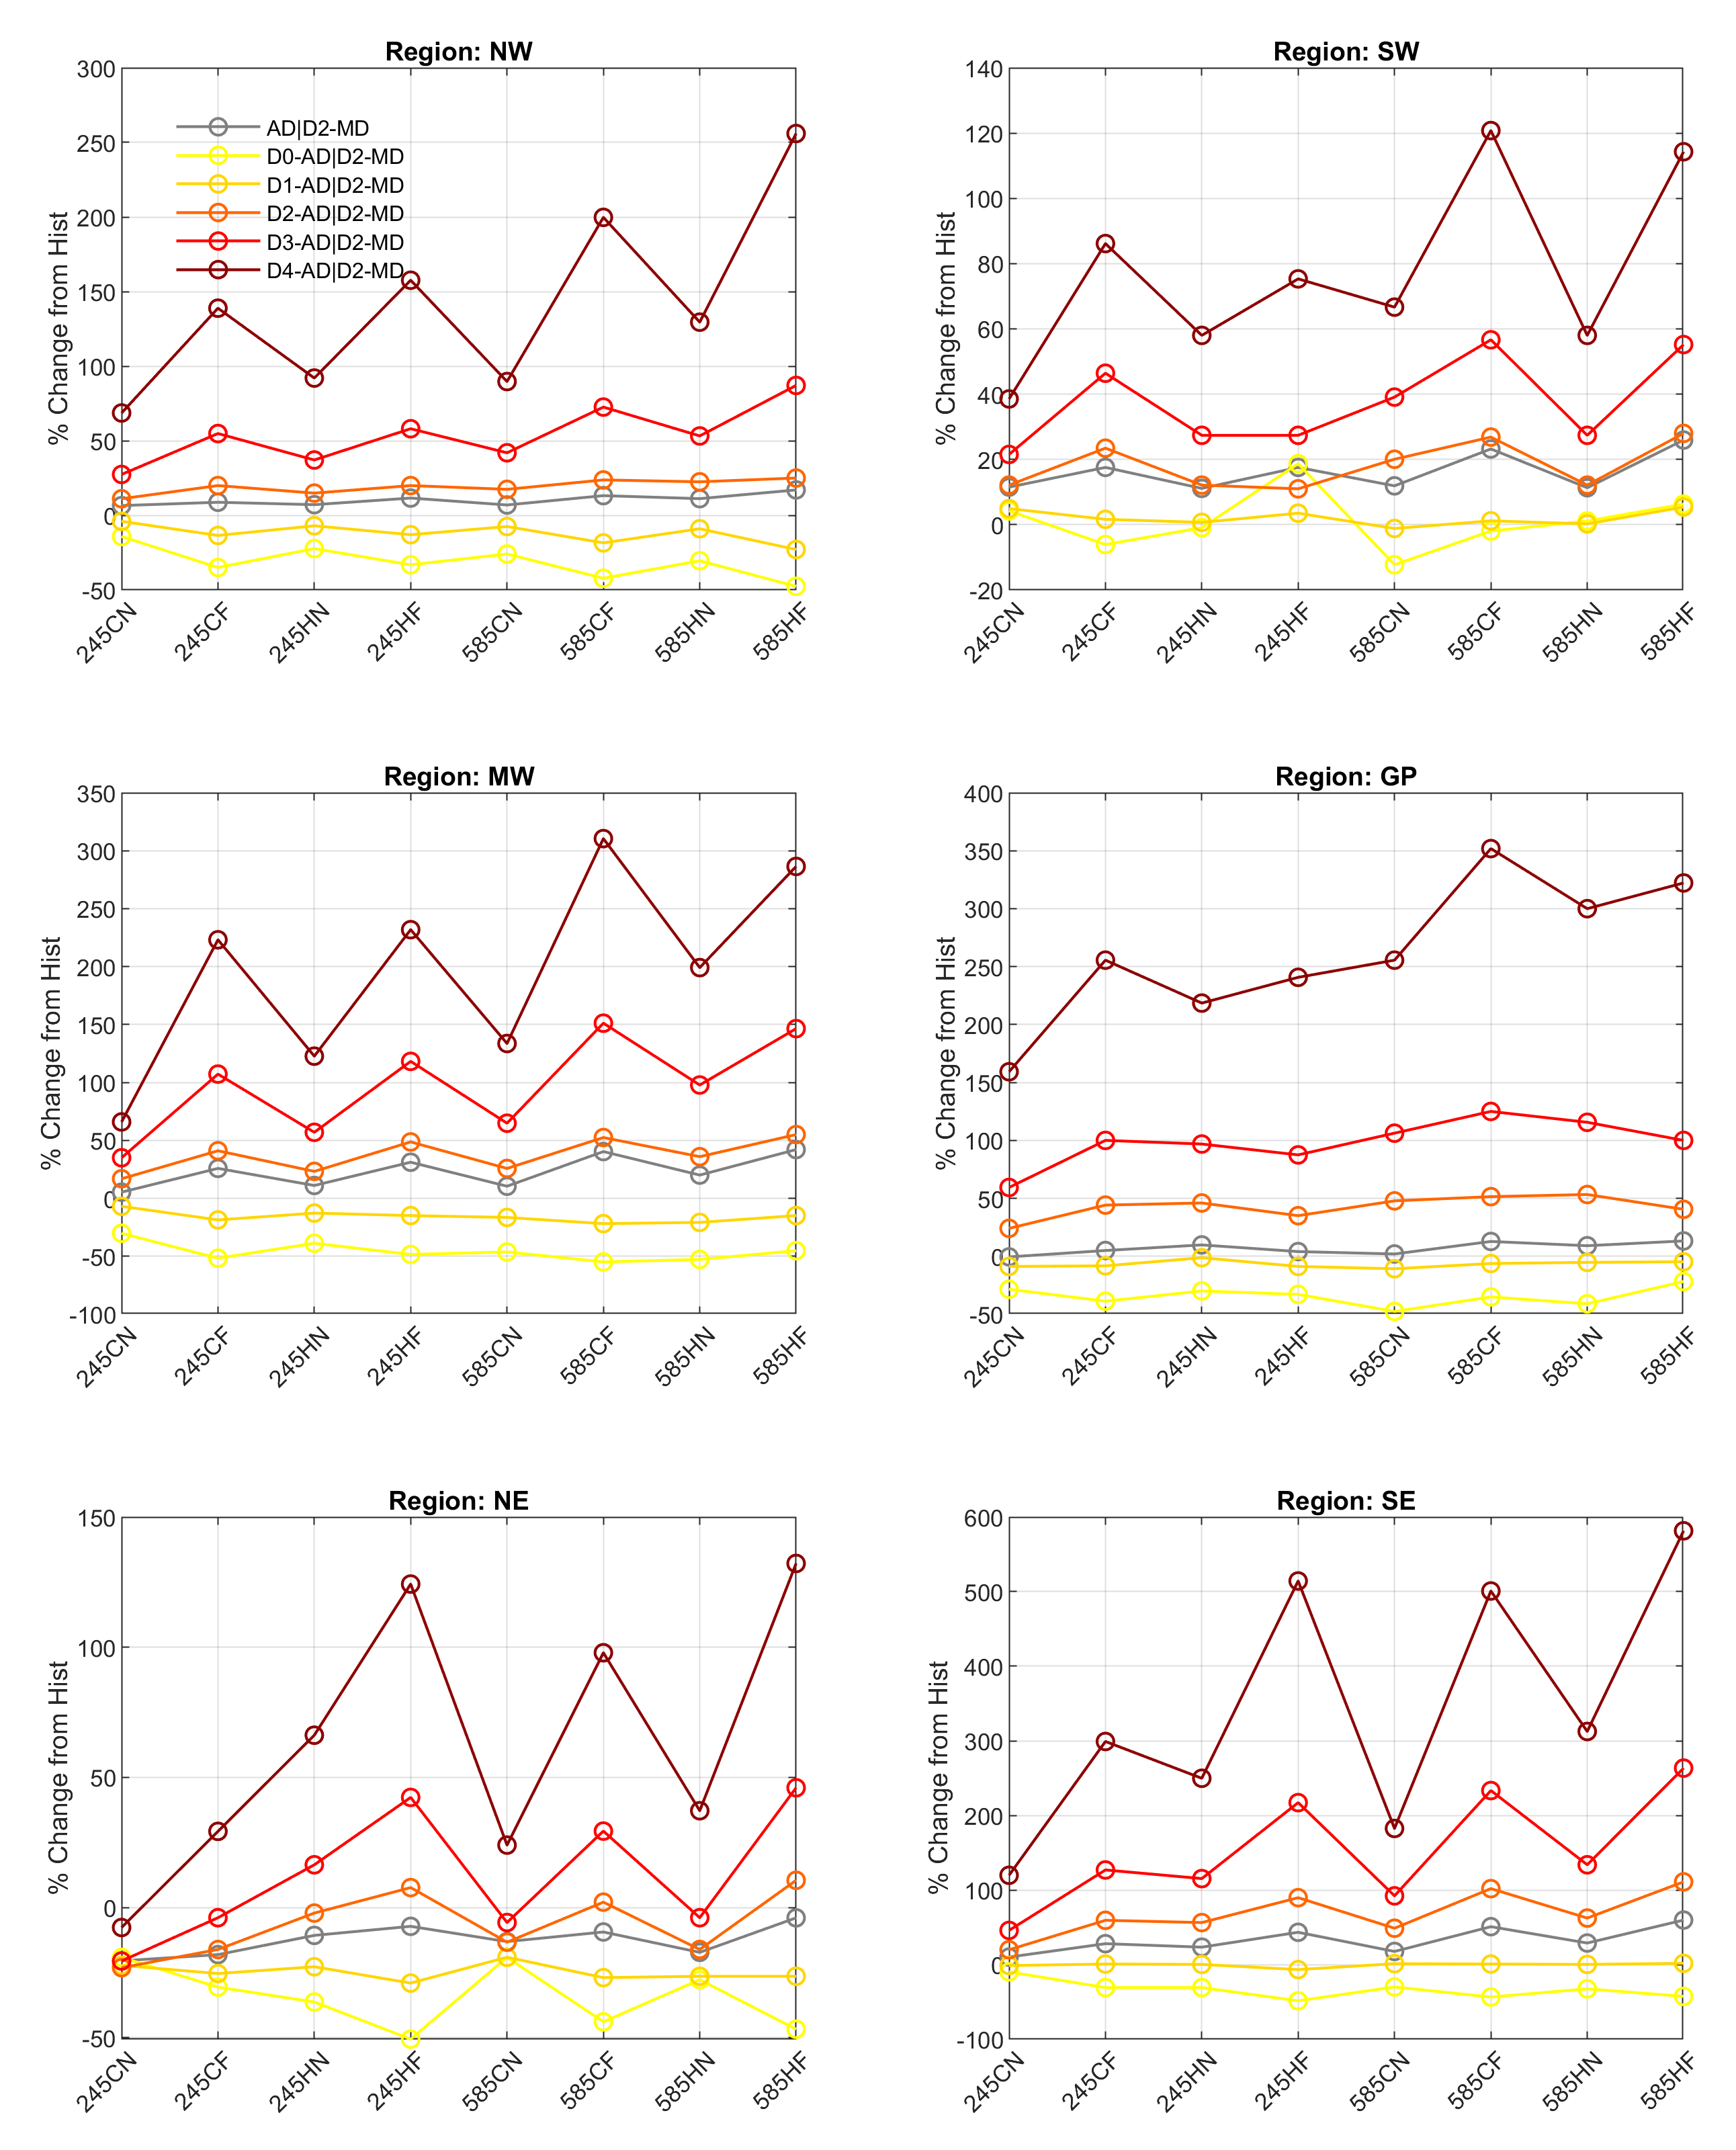 Region: NW
% Change from Hist
300
250
200
150
100
50
0
-50
AD|D2-MD
D0-AD|D2-MD
D1-AD|D2-MD
D2-AD|D2-MD
D3-AD|D2-MD
D4-AD|D2-MD
245CN 245CF 245HN 245HF 585CN 585CF 585HN 585HF
Region: SW
% Change from Hist
140
120
100
80
60
40
20
0
-20
245CN 245CF 245HN 245HF 585CN 585CF 585HN 585HF
Region: MW
% Change from Hist
350
300
250
200
150
100
50
0
-50
-100
245CN 245CF 245HN 245HF 585CN 585CF 585HN 585HF
Region: GP
% Change from Hist
400
350
300
250
200
150
100
50
0
-50
245CN 245CF 245HN 245HF 585CN 585CF 585HN 585HF
Region: NE
% Change from Hist
150
100
50
0
-50
245CN 245CF 245HN 245HF 585CN 585CF 585HN 585HF
Region: SE
% Change from Hist
600
500
400
300
200
100
0
-100
245CN 245CF 245HN 245HF 585CN 585CF 585HN 585HF